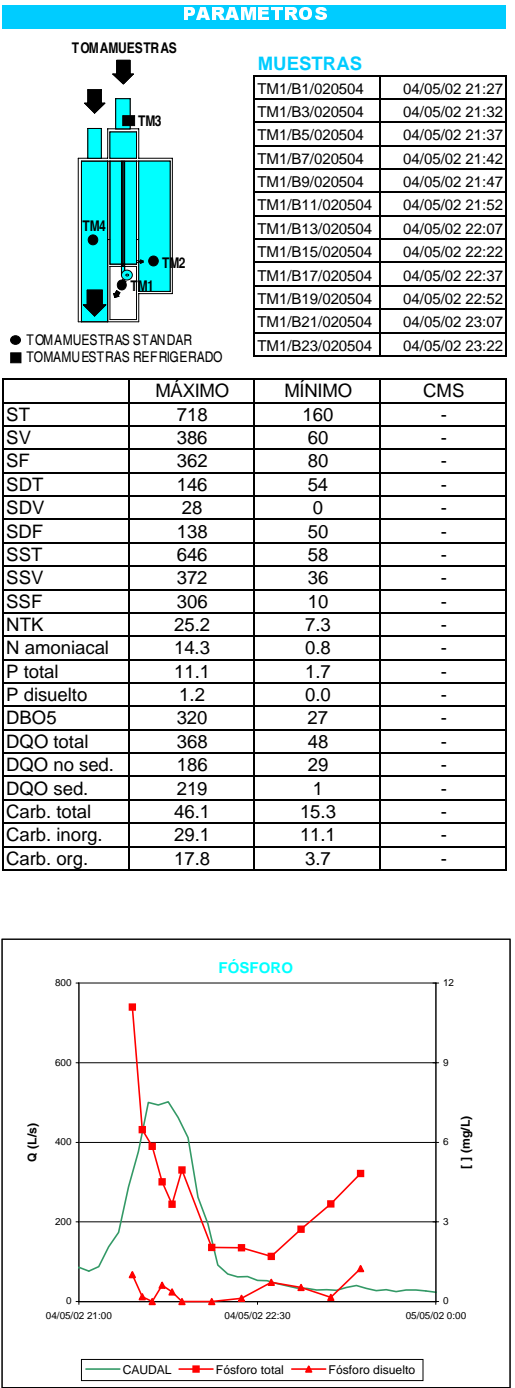 PARAMETROS
TOMAMUESTRAS
TM3
TM4
TM2
TM1
TOMAMUESTRAS STANDAR
TOMAMUESTRAS REFRIGERADO
MUESTRAS
TM1/B1/020504 04/05/02 21:27
TM1/B3/020504 04/05/02 21:32
TM1/B5/020504 04/05/02 21:37
TM1/B7/020504 04/05/02 21:42
TM1/B9/020504 04/05/02 21:47
TM1/B11/020504 04/05/02 21:52
TM1/B13/020504 04/05/02 22:07
TM1/B15/020504 04/05/02 22:22
TM1/B17/020504 04/05/02 22:37
TM1/B19/020504 04/05/02 22:52
TM1/B21/020504 04/05/02 23:07
TM1/B23/020504 04/05/02 23:22
MÁXIMO MÍNIMO CMS
ST 718 160 -
SV 386 60 -
SF 362 80 -
SDT 146 54 -
SDV 28 0 -
SDF 138 50 -
SST 646 58 -
SSV 372 36 -
SSF 306 10 -
NTK 25.2 7.3 -
N amoniacal 14.3 0.8 -
P total 11.1 1.7 -
P disuelto 1.2 0.0 -
DBO5 320 27 -
DQO total 368 48 -
DQO no sed. 186 29 -
DQO sed. 219 1 -
Carb. total 46.1 15.3 -
Carb. inorg. 29.1 11.1 -
Carb. org. 17.8 3.7 -
FÓSFORO
800 12
600 9
400 6
200 3
0 0
Q (L/s)
[ ] (mg/L)
04/05/02 21:00 04/05/02 22:30 05/05/02 0:00
CAUDAL Fósforo total Fósforo disuelto